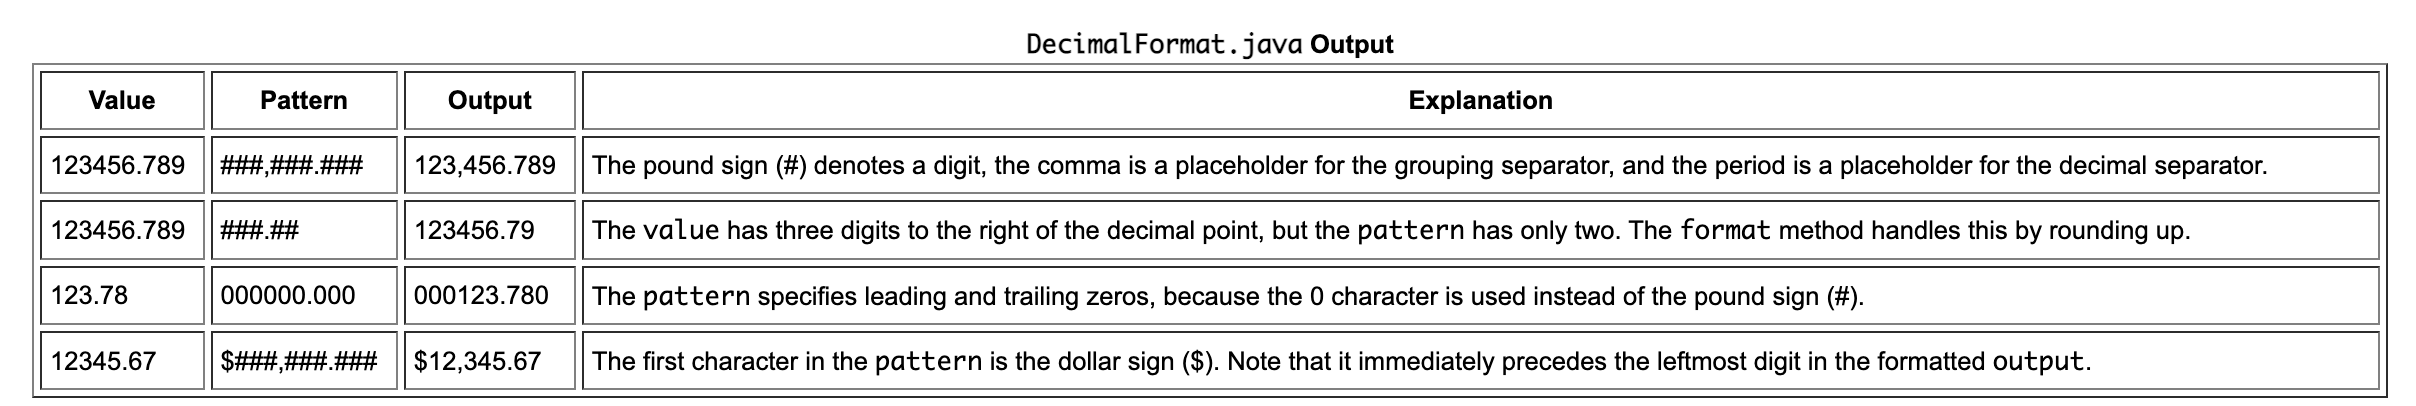 DecimalFormat.java Output
Value Pattern Output Explanation
123456.789 ###,###.### 123,456.789 The pound sign (#) denotes a digit, the comma is a placeholder for the grouping separator, and the period is a placeholder for the decimal separator.
123456.789 ###.## 123456.79 The value has three digits to the right of the decimal point, but the pattern has only two. The format method handles this by rounding up.
123.78 000000.000 000123.780 The pattern specifies leading and trailing zeros, because the 0 character is used instead of the pound sign (#).
12345.67 $###,###.### $12,345.67 The first character in the pattern is the dollar sign ($). Note that it immediately precedes the leftmost digit in the formatted output.